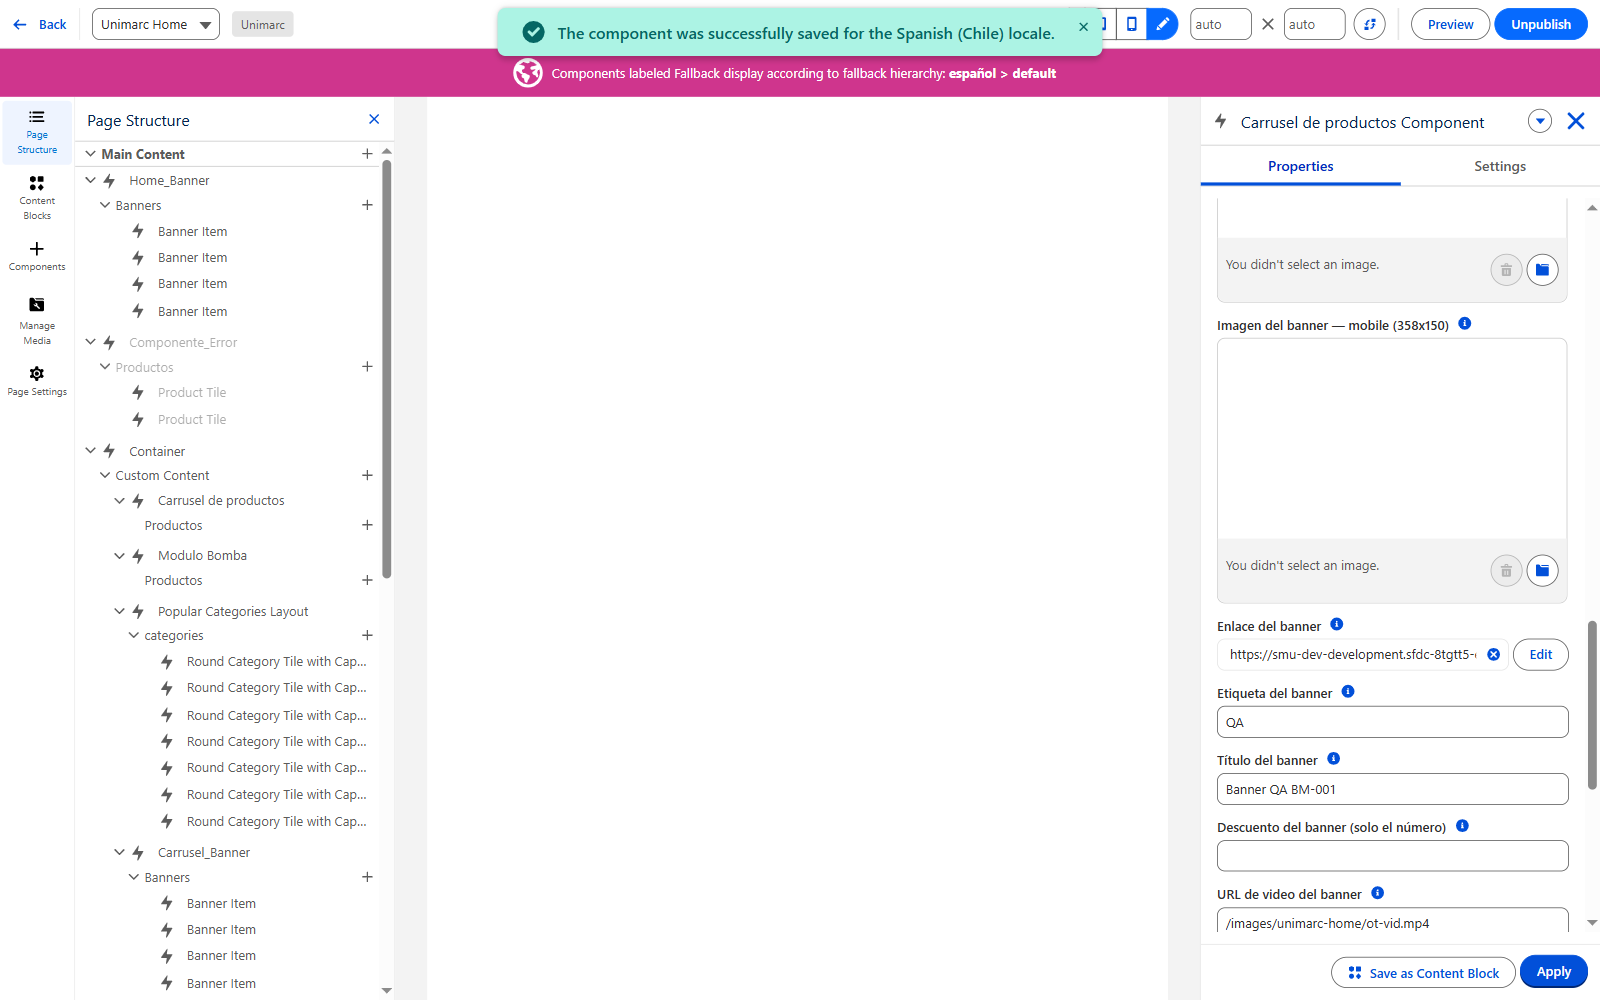 Back
Unimarc Home
Unimarc
The component was successfully saved for the Spanish (Chile) locale.
auto
auto
Preview
Unpublish
Components labeled Fallback display according to fallback hierarchy: español > default
Page Structure
Content Blocks
Components
Manage Media
Page Settings
Page Structure
Main Content
Home_Banner
Banners
Banner Item
Banner Item
Banner Item
Banner Item
Componente_Error
Productos
Product Tile
Product Tile
Container
Custom Content
Carrusel de productos
Productos
Modulo Bomba
Productos
Popular Categories Layout
categories
Round Category Tile with Cap...
Round Category Tile with Cap...
Round Category Tile with Cap...
Round Category Tile with Cap...
Round Category Tile with Cap...
Round Category Tile with Cap...
Round Category Tile with Cap...
Carrusel_Banner
Banners
Banner Item
Banner Item
Banner Item
Banner Item
Carrusel de productos Component
Properties
Settings
You didn't select an image.
Imagen del banner — mobile (358x150)
You didn't select an image.
Enlace del banner
https://smu-dev-development.sfdc-8tgtt5-
Edit
Etiqueta del banner
QA
Título del banner
Banner QA BM-001
Descuento del banner (solo el número)
URL de video del banner
/images/unimarc-home/ot-vid.mp4
Save as Content Block
Apply